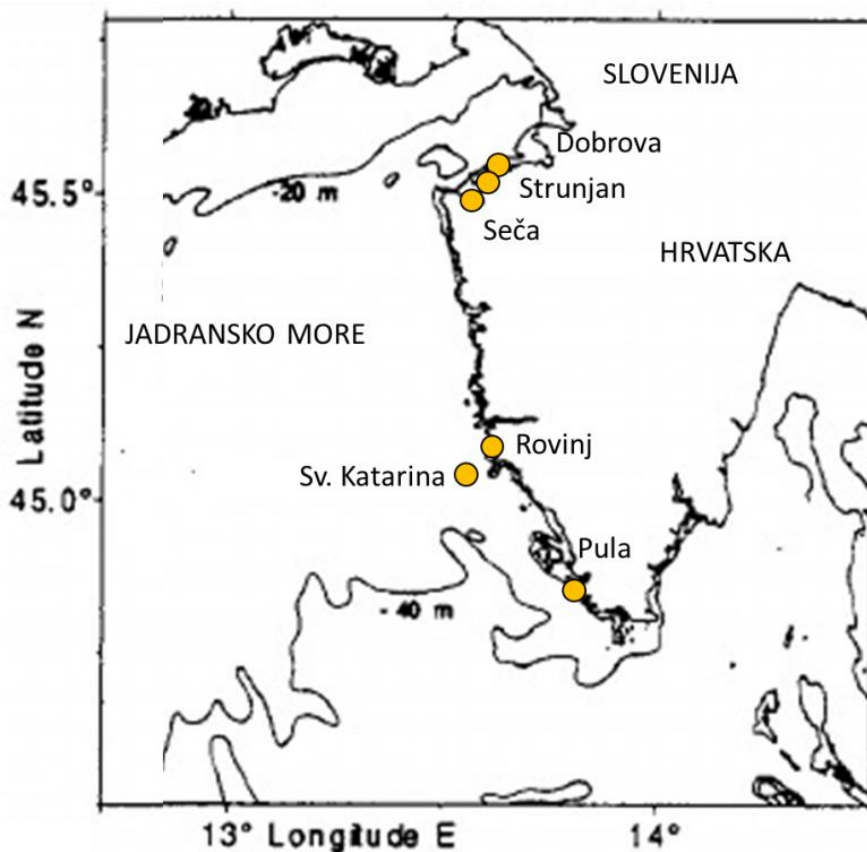 SLOVENIJA
Dobrova
Strunjan
Seča
45.5°
-20 m
HRVATSKA
JADRANSKO MORE
Latitude N
Rovinj
Sv. Katarina
45.0°
Pula
- 40 m
13° Longitude E 14°